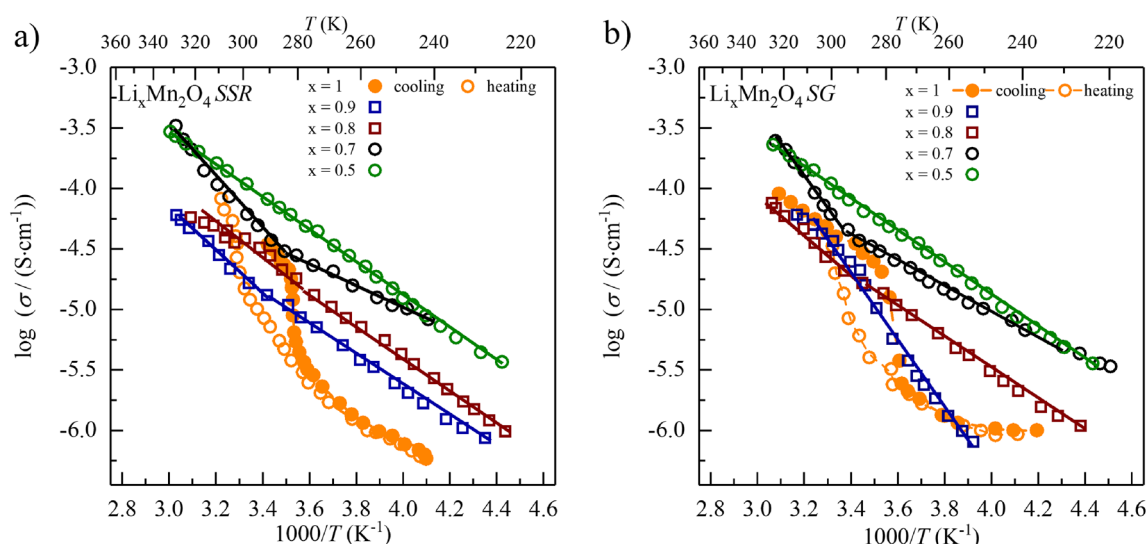 a)
T (K)
360 340 320 300 280 260 240 220
-3.0
-3.5
-4.0
-4.5
-5.0
-5.5
-6.0
log (σ / (S·cm⁻¹))
LiₓMn₂O₄ SSR
x = 1 cooling heating
x = 0.9
x = 0.8
x = 0.7
x = 0.5
2.8 3.0 3.2 3.4 3.6 3.8 4.0 4.2 4.4 4.6
1000/T (K⁻¹)
b)
T (K)
360 340 320 300 280 260 240 220
-3.0
-3.5
-4.0
-4.5
-5.0
-5.5
-6.0
log (σ / (S·cm⁻¹))
LiₓMn₂O₄ SG
x = 1 cooling heating
x = 0.9
x = 0.8
x = 0.7
x = 0.5
2.8 3.0 3.2 3.4 3.6 3.8 4.0 4.2 4.4 4.6
1000/T (K⁻¹)